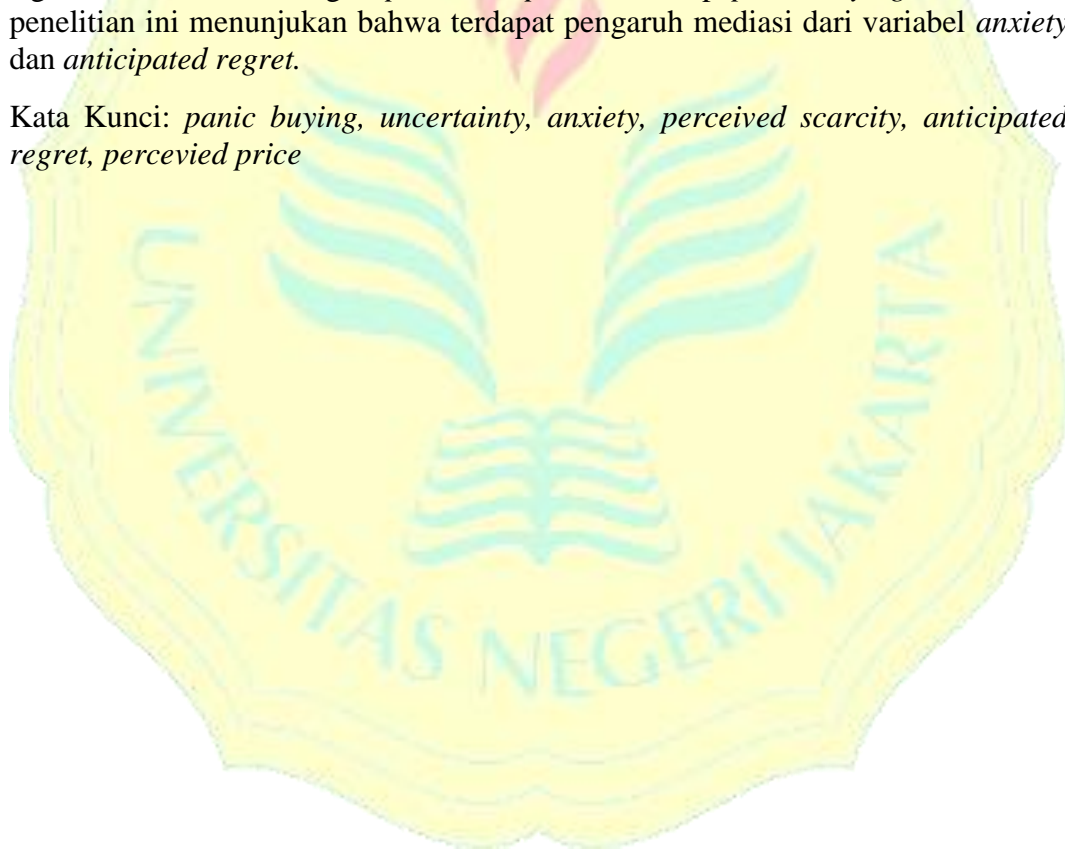 penelitian ini menunjukan bahwa terdapat pengaruh mediasi dari variabel anxiety
dan anticipated regret.
Kata Kunci: panic buying, uncertainty, anxiety, perceived scarcity, anticipated
regret, percevied price
UNIVERSITAS NEGERI JAKARTA